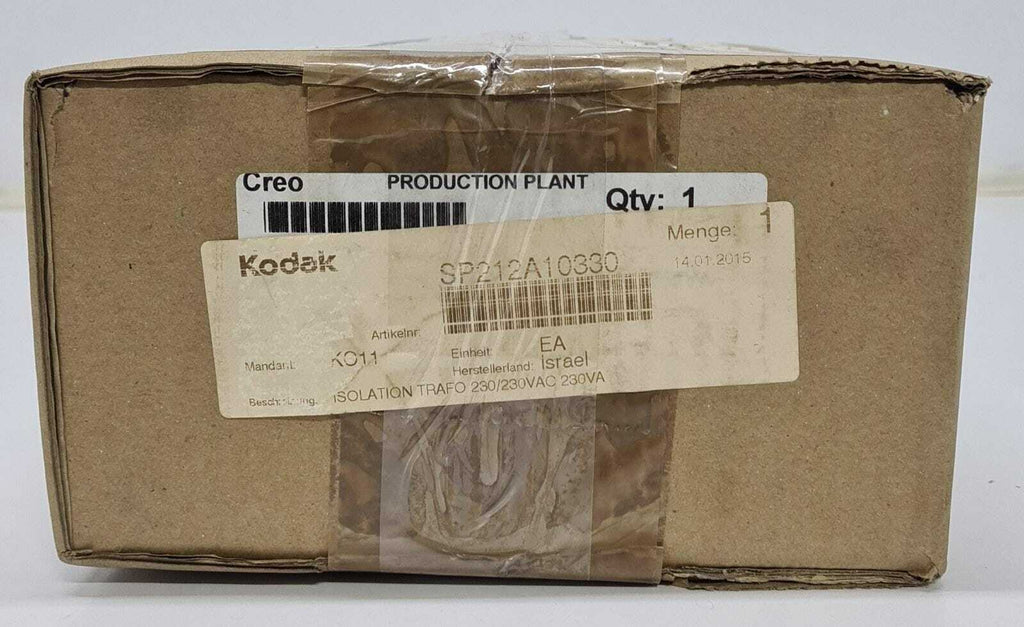 Creo PRODUCTION PLANT
Qty: 1
Kodak SP212A10330 Menge: 1
14.01.2015
Artikelnr:
Mandant: KO11 Einheit: EA
Herstellerland: Israel
ISOLATION TRAFO 230/230VAC 230VA